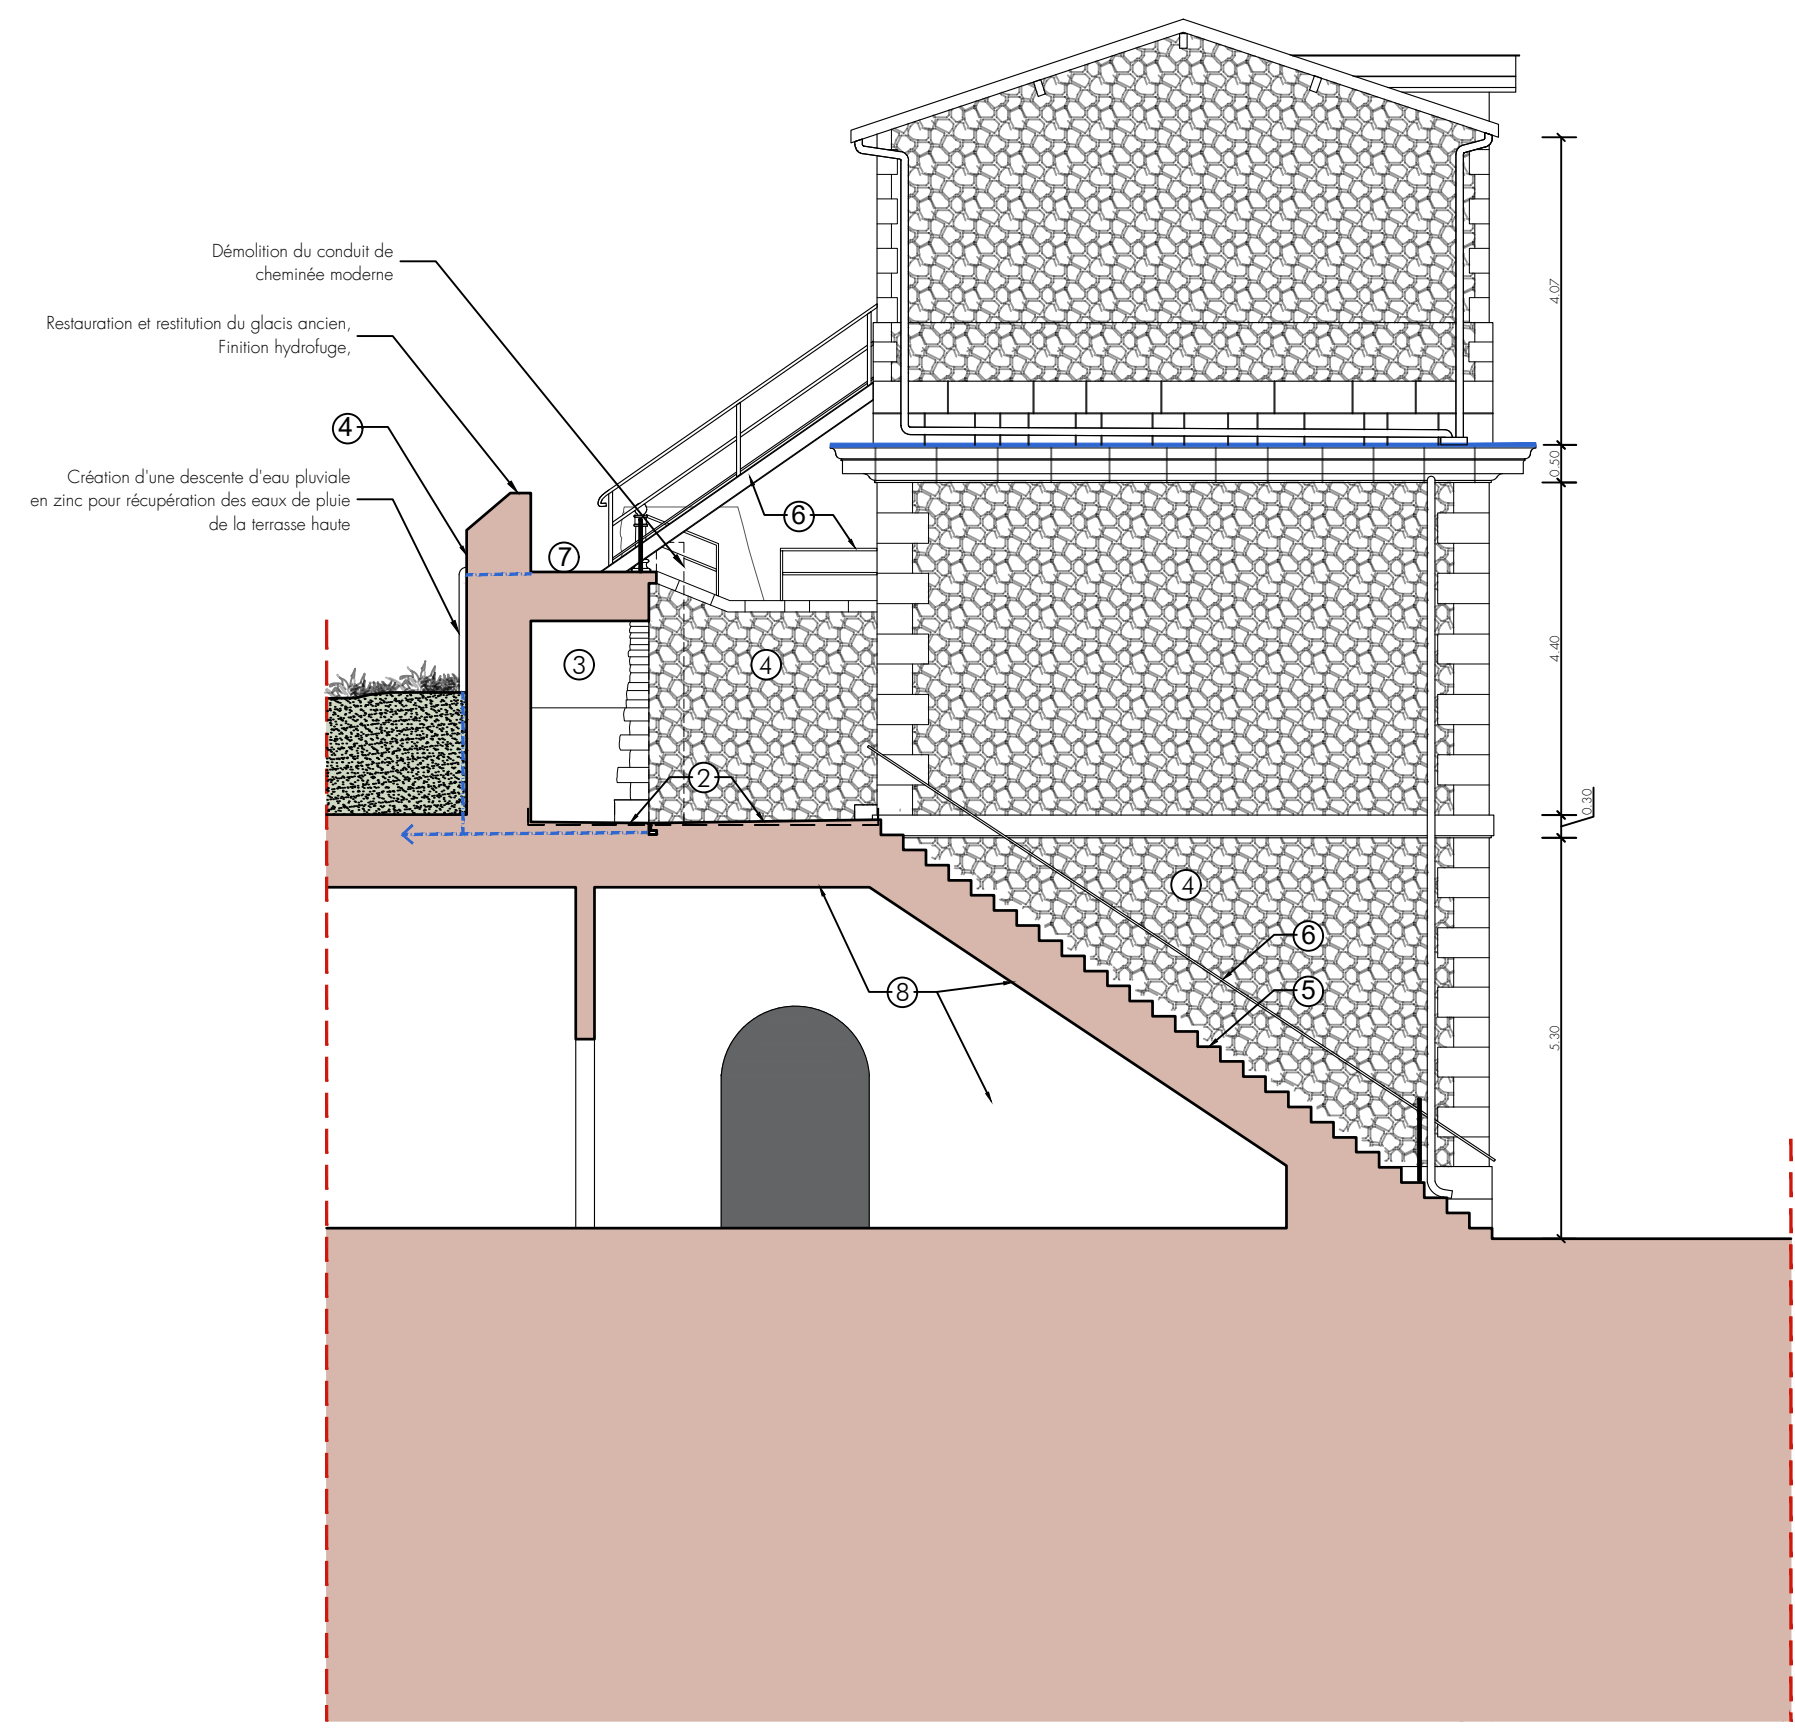 Démolition du conduit de
cheminée moderne
Restauration et restitution du glacis ancien,
Finition hydrofuge,
4
Création d'une descente d'eau pluviale
en zinc pour récupération des eaux de pluie
de la terrasse haute
6
7
3
4
2
4
6
5
8
4.07
0.50
4.40
0.30
5.30